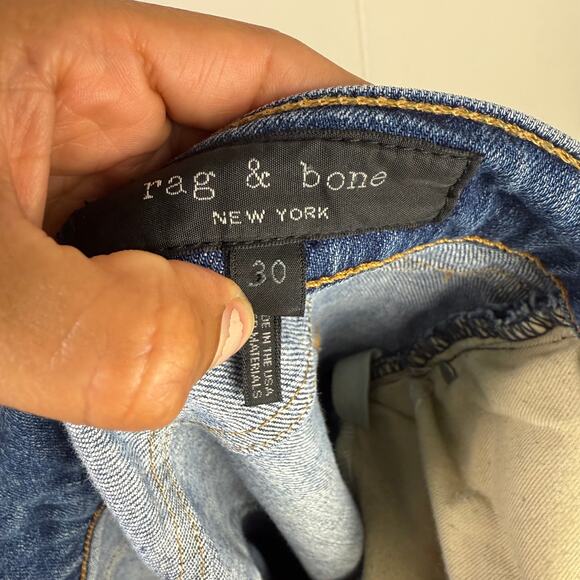 rag & bone
NEW YORK
30
IN THE USA
MATERIALS